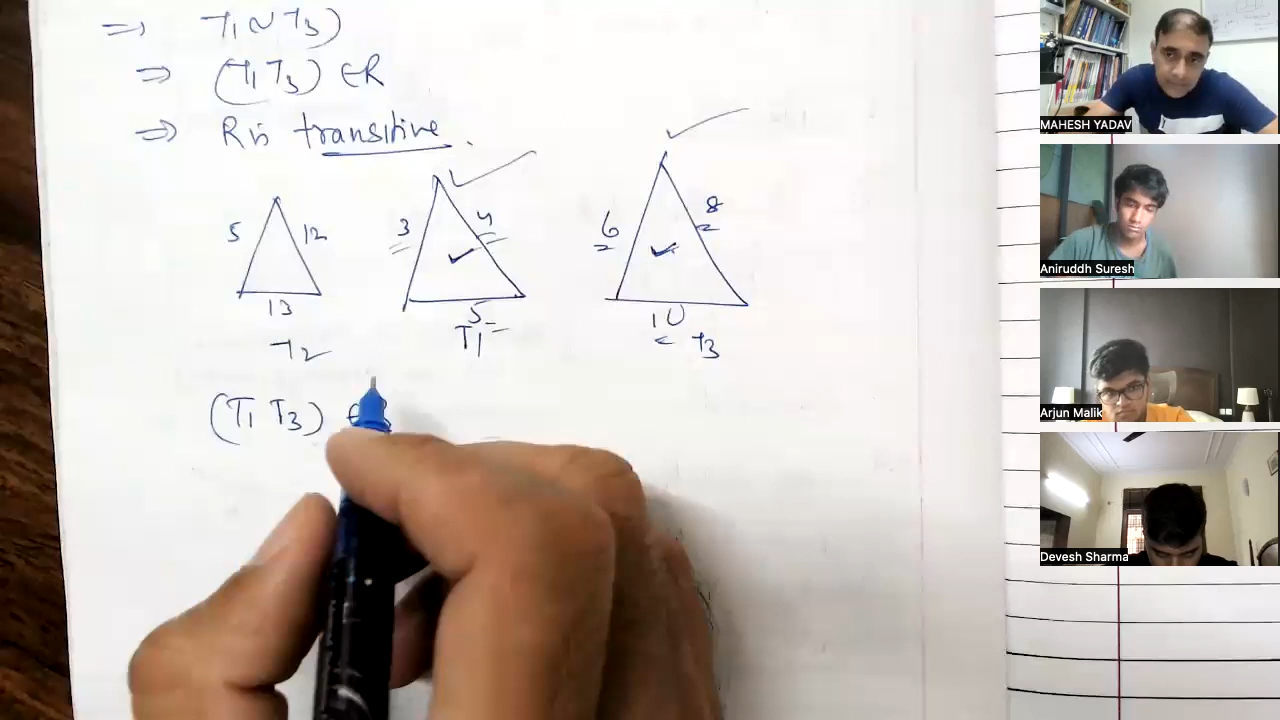 ⇒ T1 ~ T3)
⇒ (T1 T3) ∈ R
⇒ R is transitive.
5 12 13 T2
3 4 5 T1
6 8 10 T3
(T1 T3) ∈
MAHESH YADAV
Aniruddh Suresh
Arjun Malik
Devesh Sharma